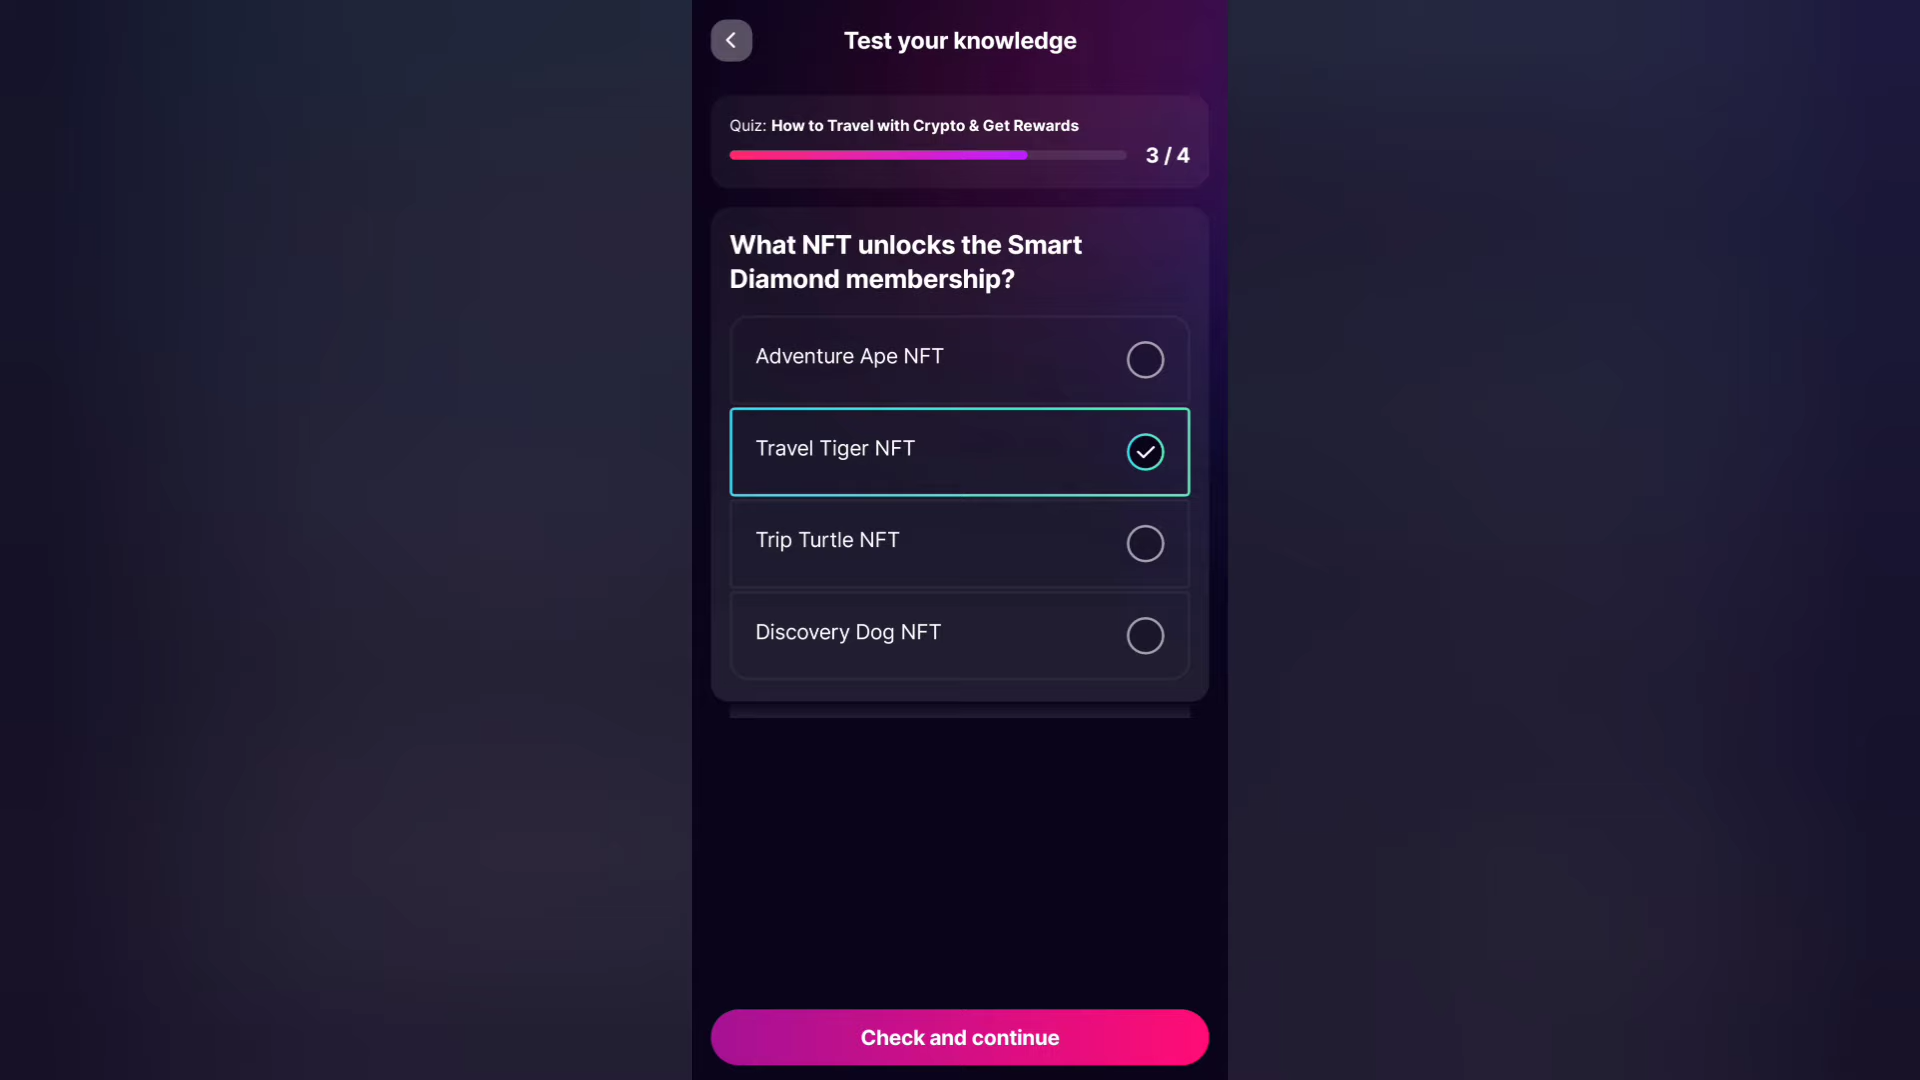 Test your knowledge
Quiz: How to Travel with Crypto & Get Rewards
3 / 4
What NFT unlocks the Smart
Diamond membership?
Adventure Ape NFT
Travel Tiger NFT
Trip Turtle NFT
Discovery Dog NFT
Check and continue